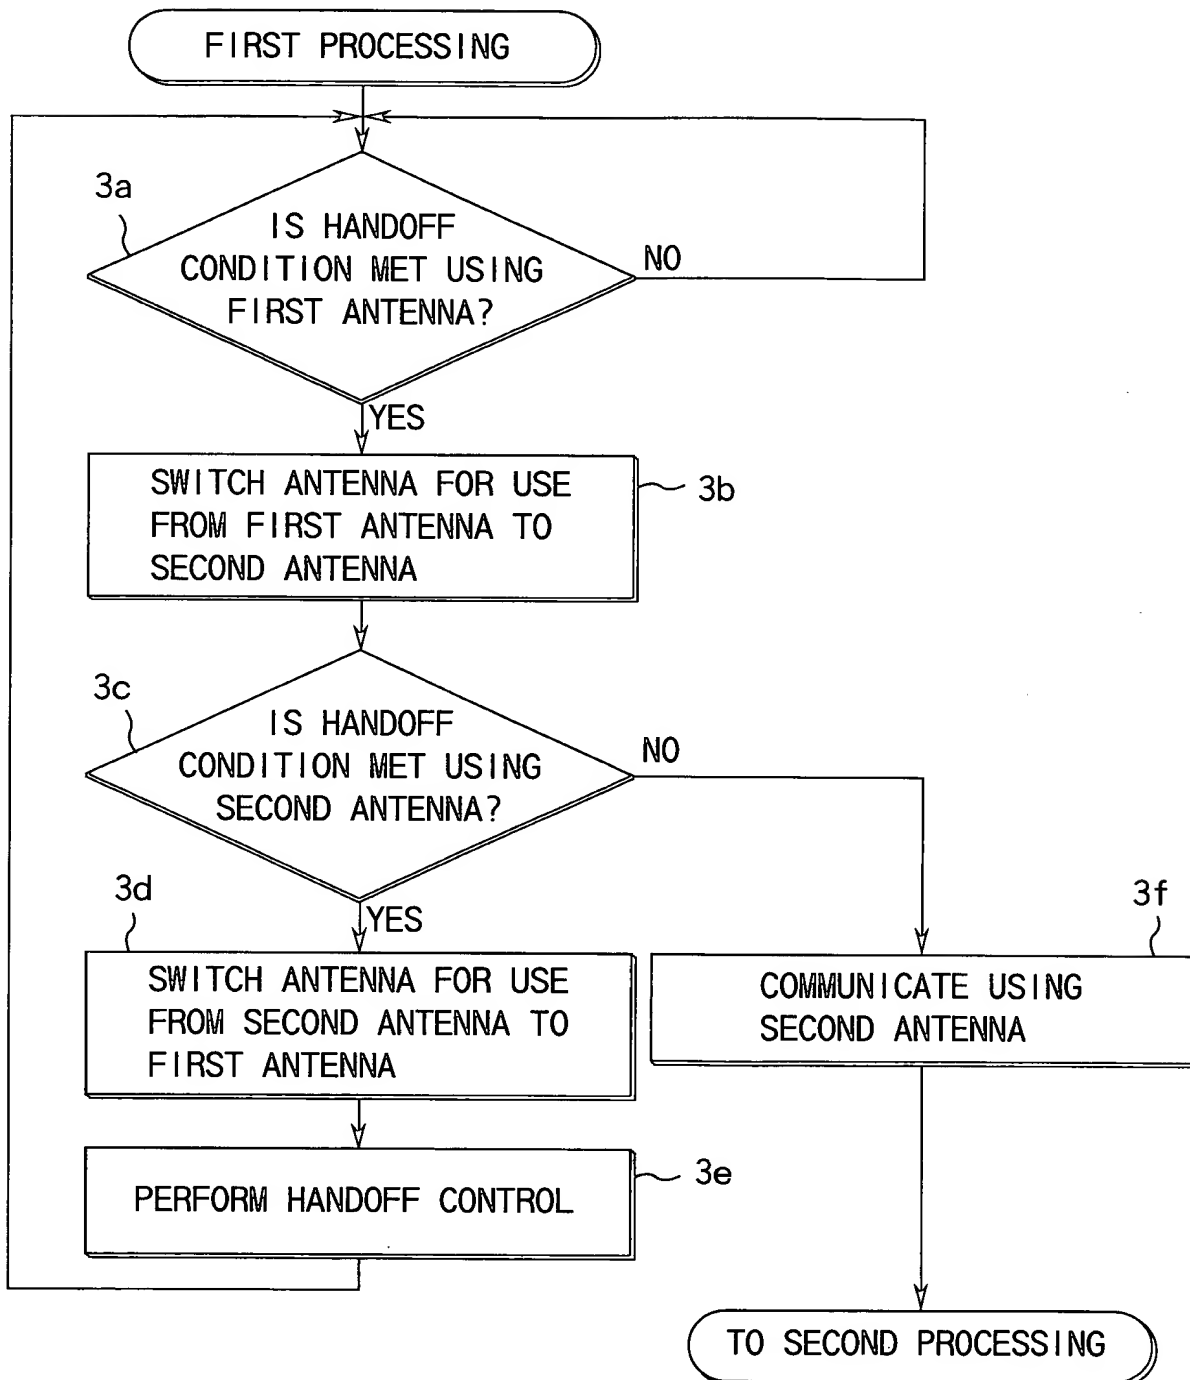 FIRST PROCESSING
3a
IS HANDOFF
CONDITION MET USING
FIRST ANTENNA?
NO
YES
SWITCH ANTENNA FOR USE
FROM FIRST ANTENNA TO
SECOND ANTENNA
3b
3c
IS HANDOFF
CONDITION MET USING
SECOND ANTENNA?
NO
YES
3d
SWITCH ANTENNA FOR USE
FROM SECOND ANTENNA TO
FIRST ANTENNA
3f
COMMUNICATE USING
SECOND ANTENNA
PERFORM HANDOFF CONTROL
3e
TO SECOND PROCESSING